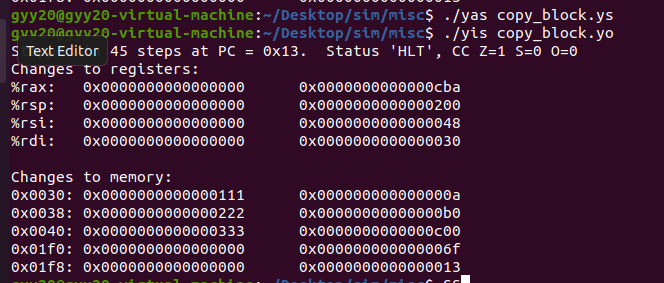 gyy20@gyy20-virtual-machine:~/Desktop/sim/misc$ ./yas copy_block.ys
gyy20@gyy20-virtual-machine:~/Desktop/sim/misc$ ./yis copy_block.yo
S Text Editor 45 steps at PC = 0x13.  Status 'HLT', CC Z=1 S=0 O=0
Changes to registers:
%rax:   0x0000000000000000      0x0000000000000cba
%rsp:   0x0000000000000000      0x0000000000000200
%rsi:   0x0000000000000000      0x0000000000000048
%rdi:   0x0000000000000000      0x0000000000000030
Changes to memory:
0x0030: 0x0000000000000111      0x000000000000000a
0x0038: 0x0000000000000222      0x00000000000000b0
0x0040: 0x0000000000000333      0x0000000000000c00
0x01f0: 0x0000000000000000      0x000000000000006f
0x01f8: 0x0000000000000000      0x0000000000000013